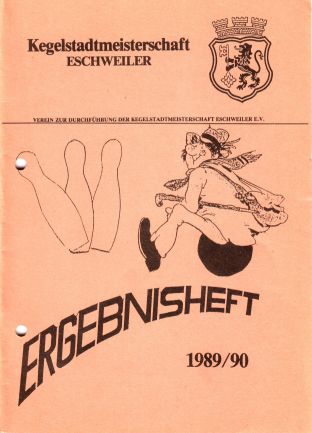 Kegelstadtmeisterschaft
ESCHWEILER
VEREIN ZUR DURCHFÜHRUNG DER KEGELSTADTMEISTERSCHAFT ESCHWEILER E.V.
ERGEBNISHEFT
1989/90